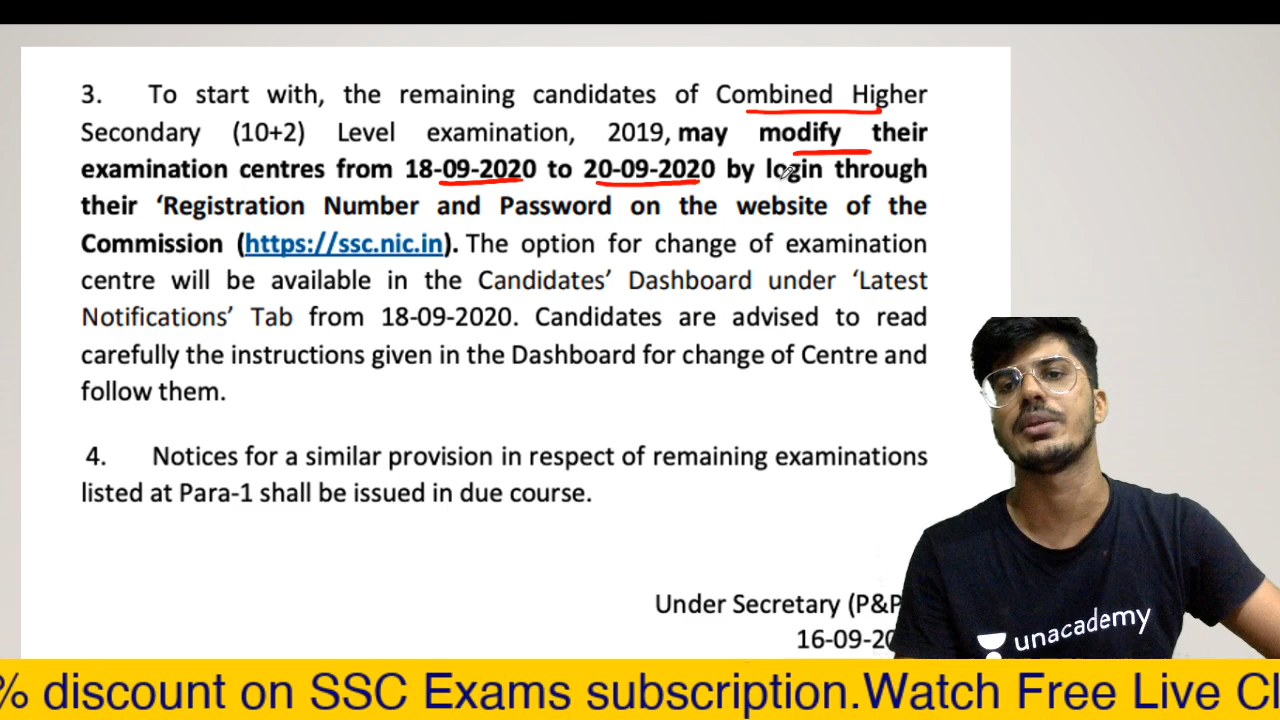 3. To start with, the remaining candidates of Combined Higher
Secondary (10+2) Level examination, 2019, may modify their
examination centres from 18-09-2020 to 20-09-2020 by login through
their ‘Registration Number and Password on the website of the
Commission (https://ssc.nic.in). The option for change of examination
centre will be available in the Candidates’ Dashboard under ‘Latest
Notifications’ Tab from 18-09-2020. Candidates are advised to read
carefully the instructions given in the Dashboard for change of Centre and
follow them.
4. Notices for a similar provision in respect of remaining examinations
listed at Para-1 shall be issued in due course.
Under Secretary (P&P
16-09-20
unacademy
% discount on SSC Exams subscription.Watch Free Live Cl